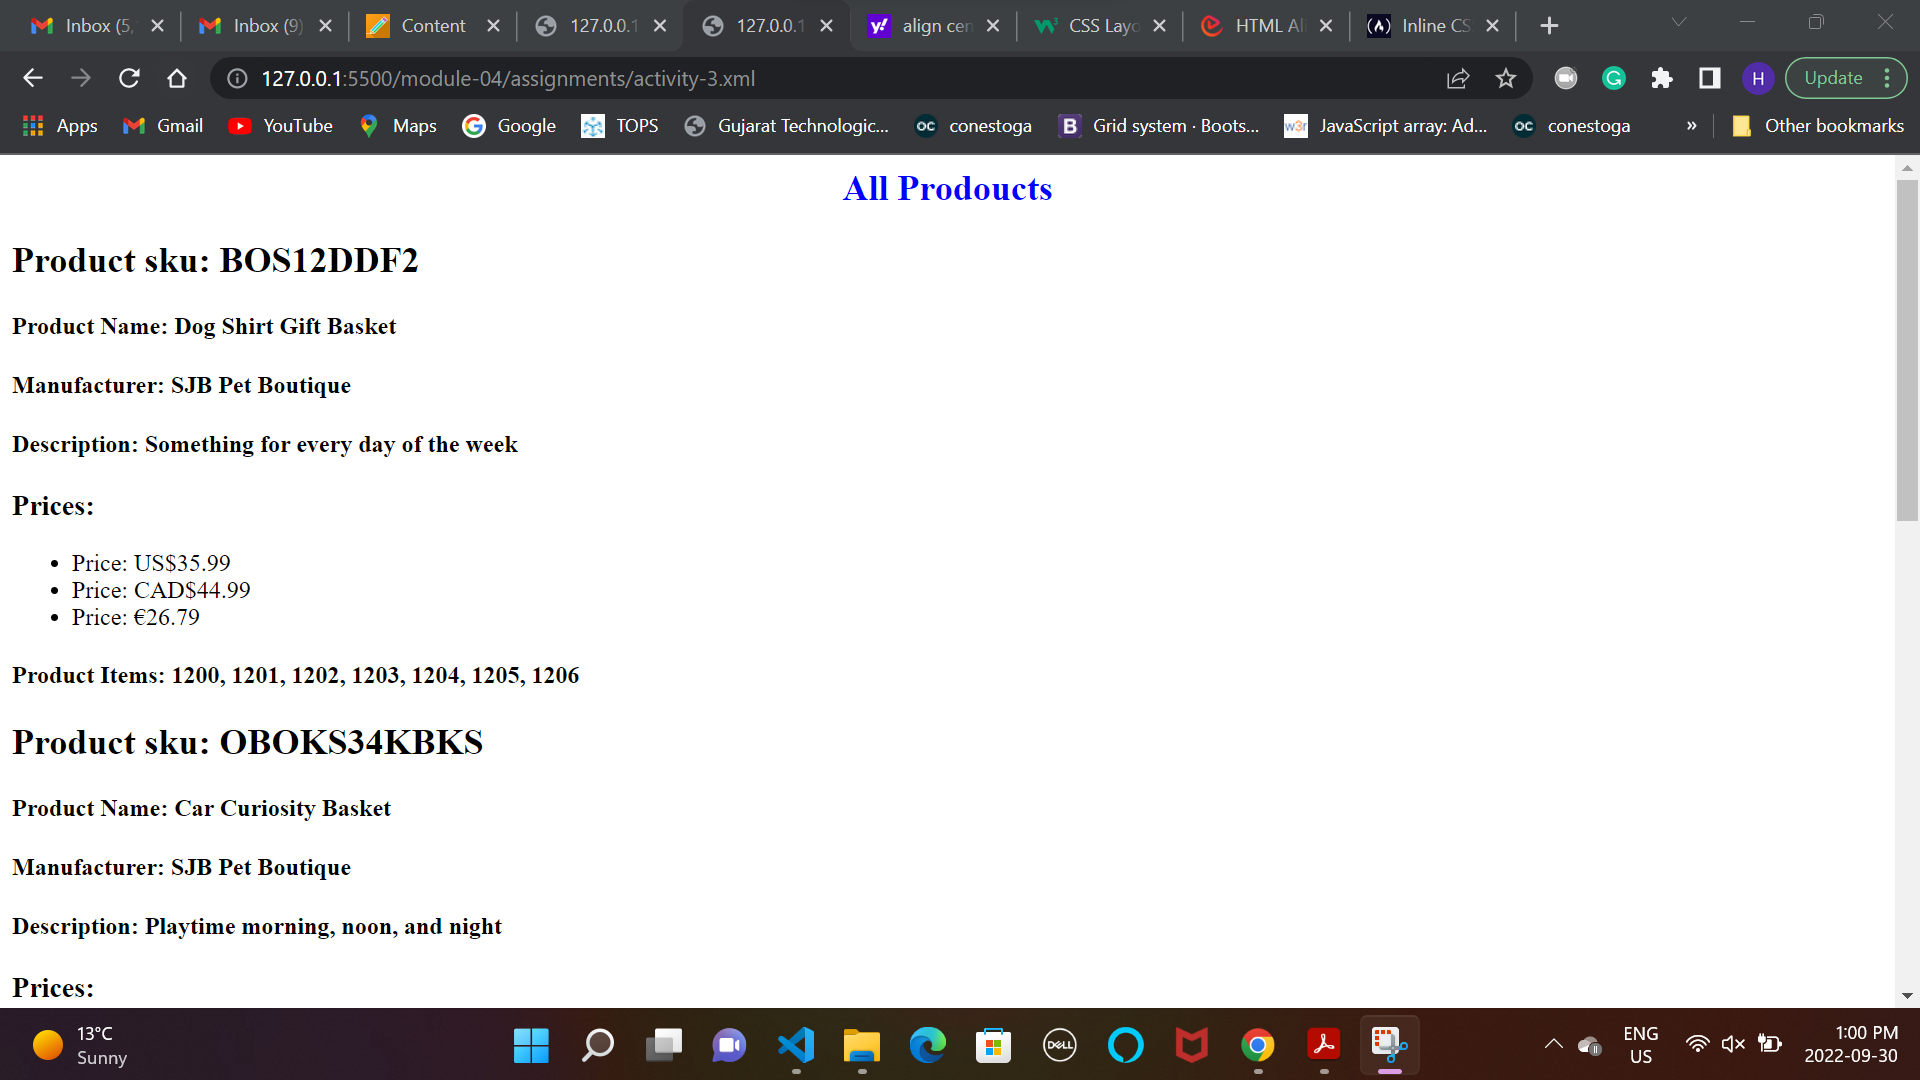 Inbox (5, Inbox (9) Content 127.0.0.1 127.0.0.1 align cen CSS Layo HTML Ali Inline CS
127.0.0.1:5500/module-04/assignments/activity-3.xml H Update
Apps Gmail YouTube Maps Google TOPS Gujarat Technologic... conestoga Grid system · Boots... JavaScript array: Ad... conestoga » Other bookmarks
All Prodoucts
Product sku: BOS12DDF2
Product Name: Dog Shirt Gift Basket
Manufacturer: SJB Pet Boutique
Description: Something for every day of the week
Prices:
• Price: US$35.99
• Price: CAD$44.99
• Price: €26.79
Product Items: 1200, 1201, 1202, 1203, 1204, 1205, 1206
Product sku: OBOKS34KBKS
Product Name: Car Curiosity Basket
Manufacturer: SJB Pet Boutique
Description: Playtime morning, noon, and night
Prices:
13°C ENG 1:00 PM
Sunny DELL US 2022-09-30